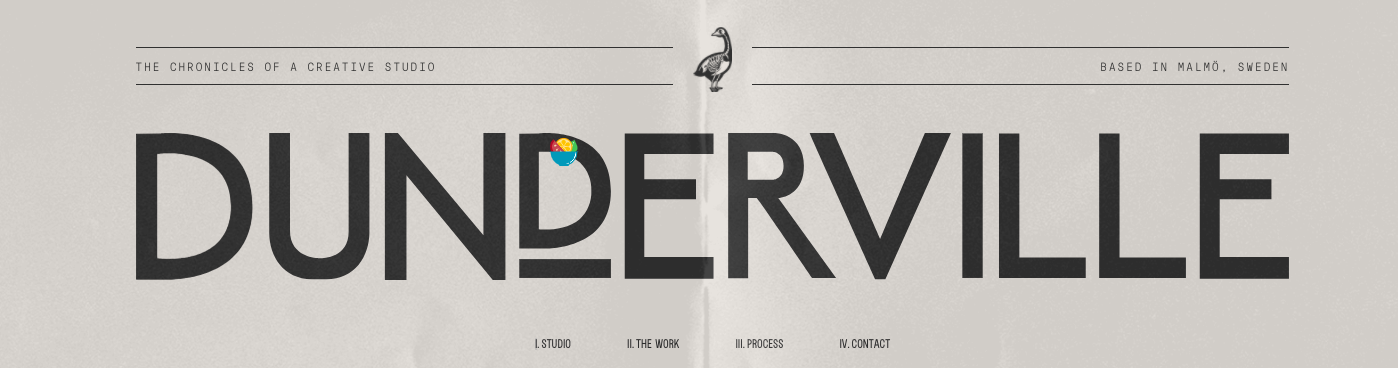 THE CHRONICLES OF A CREATIVE STUDIO
BASED IN MALMÖ, SWEDEN
DUNDERVILLE
I. STUDIO
II. THE WORK
III. PROCESS
IV. CONTACT